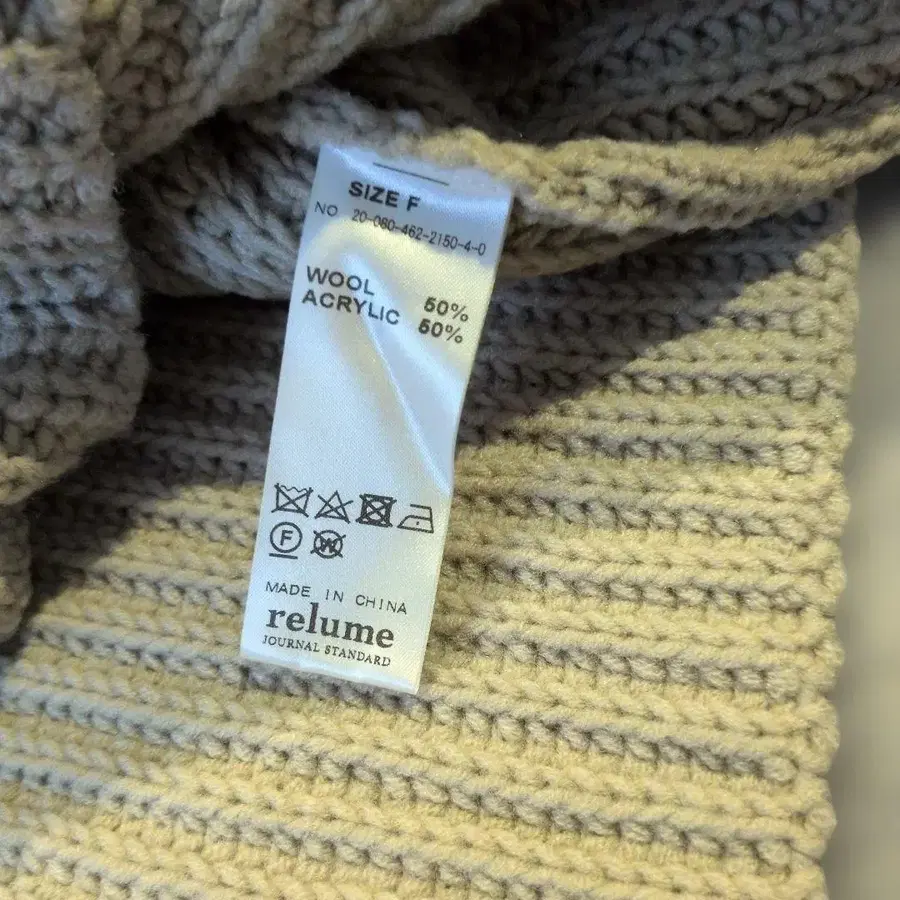 SIZE F
NO 20-080-462-2150-4-0
WOOL 50%
ACRYLIC 50%
F
W
MADE IN CHINA
relume
JOURNAL STANDARD